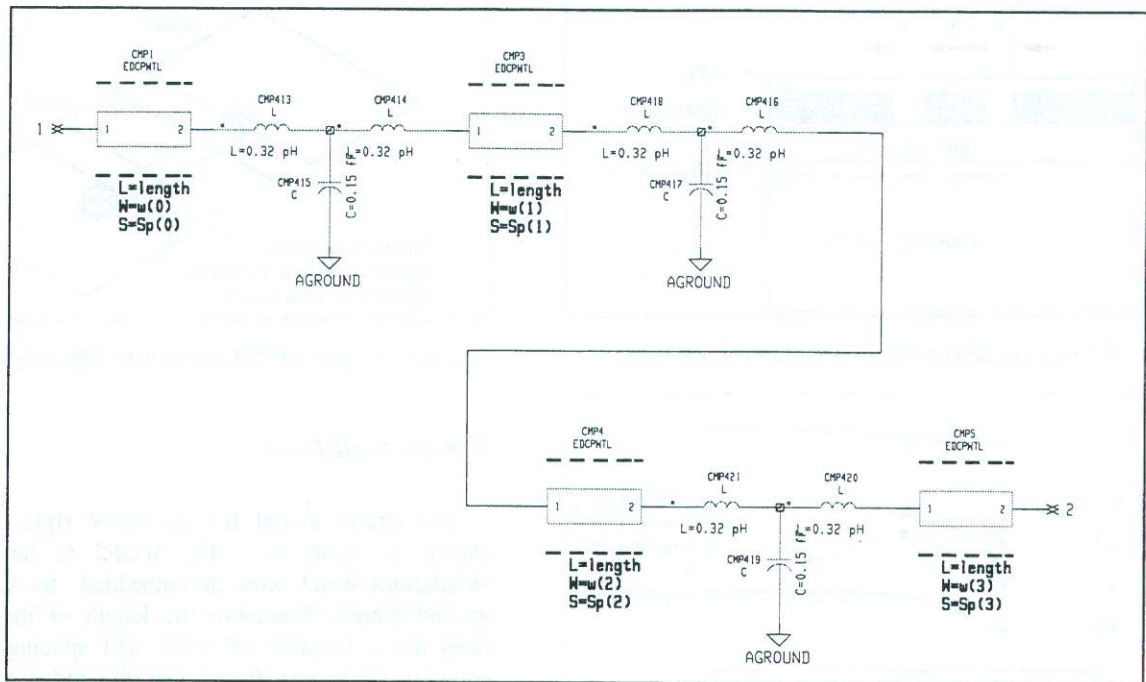 CMP1
EDCPWTL
1
1 2
L=length
W=w(0)
S=Sp(0)
CMP413
L
L=0.32 pH
CMP414
L
L=0.32 pH
CMP415
C
C=0.15 fF
AGROUND
CMP3
EDCPWTL
1 2
L=length
W=w(1)
S=Sp(1)
CMP418
L
L=0.32 pH
CMP416
L
L=0.32 pH
CMP417
C
C=0.15 fF
AGROUND
CMP4
EDCPWTL
1 2
L=length
W=w(2)
S=Sp(2)
CMP421
L
L=0.32 pH
CMP420
L
L=0.32 pH
CMP419
C
C=0.15 fF
AGROUND
CMP5
EDCPWTL
1 2
2
L=length
W=w(3)
S=Sp(3)